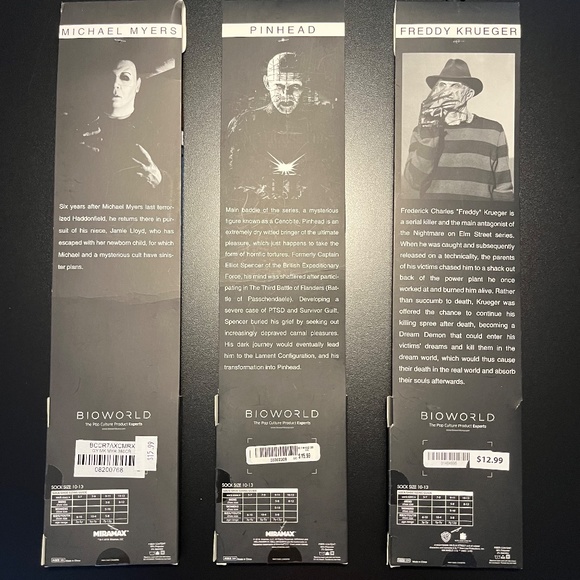 MICHAEL MYERS
Six years after Michael Myers last terror-
ized Haddonfield, he returns there in pur-
suit of his niece, Jamie Lloyd, who has
escaped with her newborn child, for which
Michael and a mysterious cult have sinis-
ter plans.
BIOWORLD
The Pop Culture Product Experts
08200768
$15.99
SOCK SIZE 10-13
MIRAMAX
PINHEAD
Main baddie of the series, a mysterious
figure known as a Cenobite, Pinhead is an
extremely dry witted bringer of the ultimate
pleasure, which just happens to take the
form of horrific tortures. Formerly Captain
Elliot Spencer of the British Expeditionary
Force, his mind was shattered after partici-
pating in The Third Battle of Flanders (Bat-
tle of Passchendaele). Developing a
severe case of PTSD and Survivor Guilt,
Spencer buried his grief by seeking out
increasingly depraved carnal pleasures.
His dark journey would eventually lead
him to the Lament Configuration, and his
transformation into Pinhead.
BIOWORLD
The Pop Culture Product Experts
SOCK SIZE 10-13
MIRAMAX
FREDDY KRUEGER
Frederick Charles "Freddy" Krueger is
a serial killer and the main antagonist of
the Nightmare on Elm Street series.
When he was caught and subsequently
released on a technicality, the parents
of his victims chased him to a shack out
back of the power plant he once
worked at and burned him alive. Rather
than succumb to death, Krueger was
offered the chance to continue his
killing spree after death, becoming a
Dream Demon that could enter his
victims' dreams and kill them in the
dream world, which would thus cause
their death in the real world and absorb
their souls afterwards.
BIOWORLD
The Pop Culture Product Experts
$12.99
SOCK SIZE 10-13